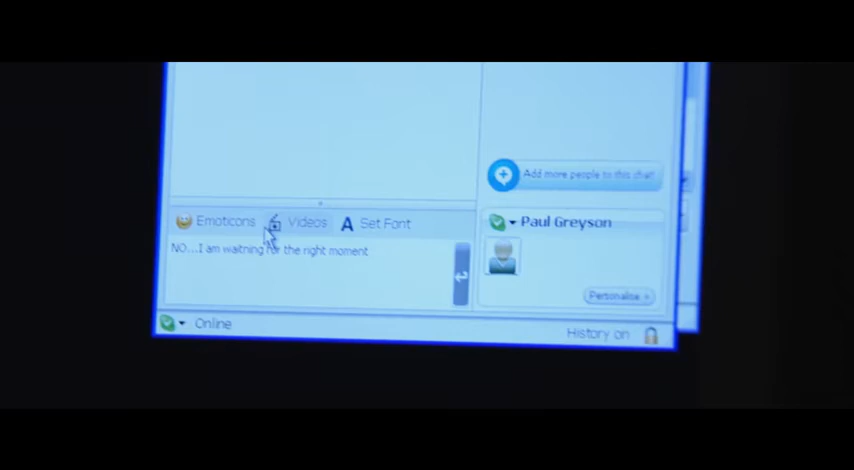 Add more people to this chat
Emoticons Videos A Set Font
Paul Greyson
NO...I am waitning for the right moment
Personalise >
Online
History on